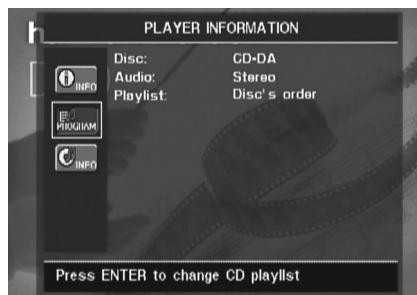 h
PLAYER INFORMATION
Disc: CD-DA
Audio: Stereo
Playlist: Disc's order
INFO
PROGRAM
INFO
Press ENTER to change CD playlist